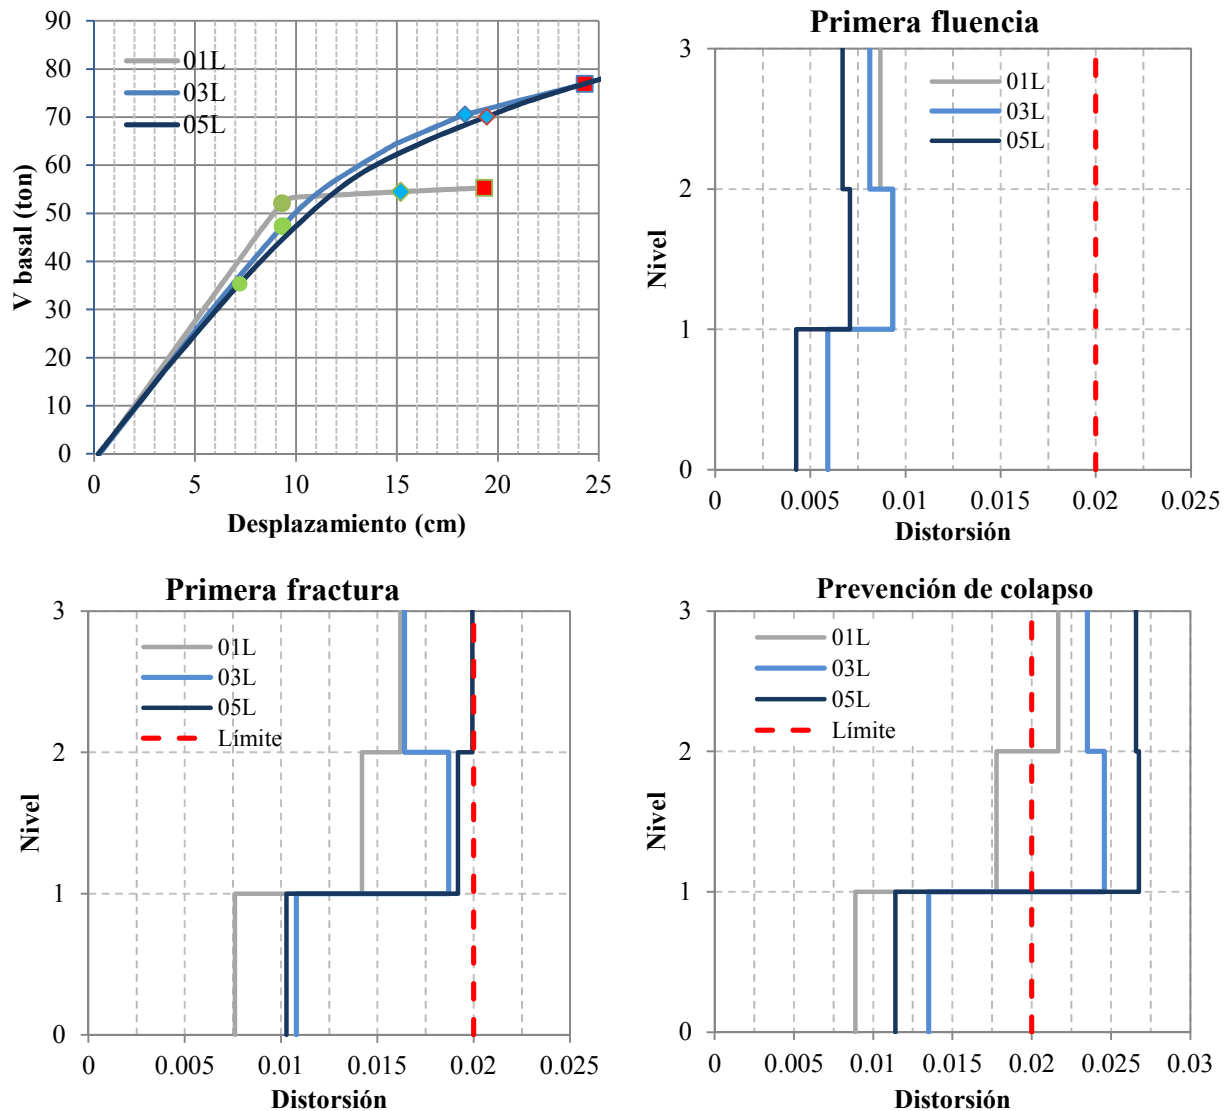 90
80
70
60
50
40
30
20
10
0
01L
03L
05L
V basal (ton)
0 5 10 15 20 25
Desplazamiento (cm)
Primera fluencia
3
2
1
0
01L
03L
05L
Nivel
0 0.005 0.01 0.015 0.02 0.025
Distorsión
Primera fractura
3
2
1
0
01L
03L
05L
Límite
Nivel
0 0.005 0.01 0.015 0.02 0.025
Distorsión
Prevención de colapso
3
2
1
0
01L
03L
05L
Límite
Nivel
0 0.005 0.01 0.015 0.02 0.025 0.03
Distorsión